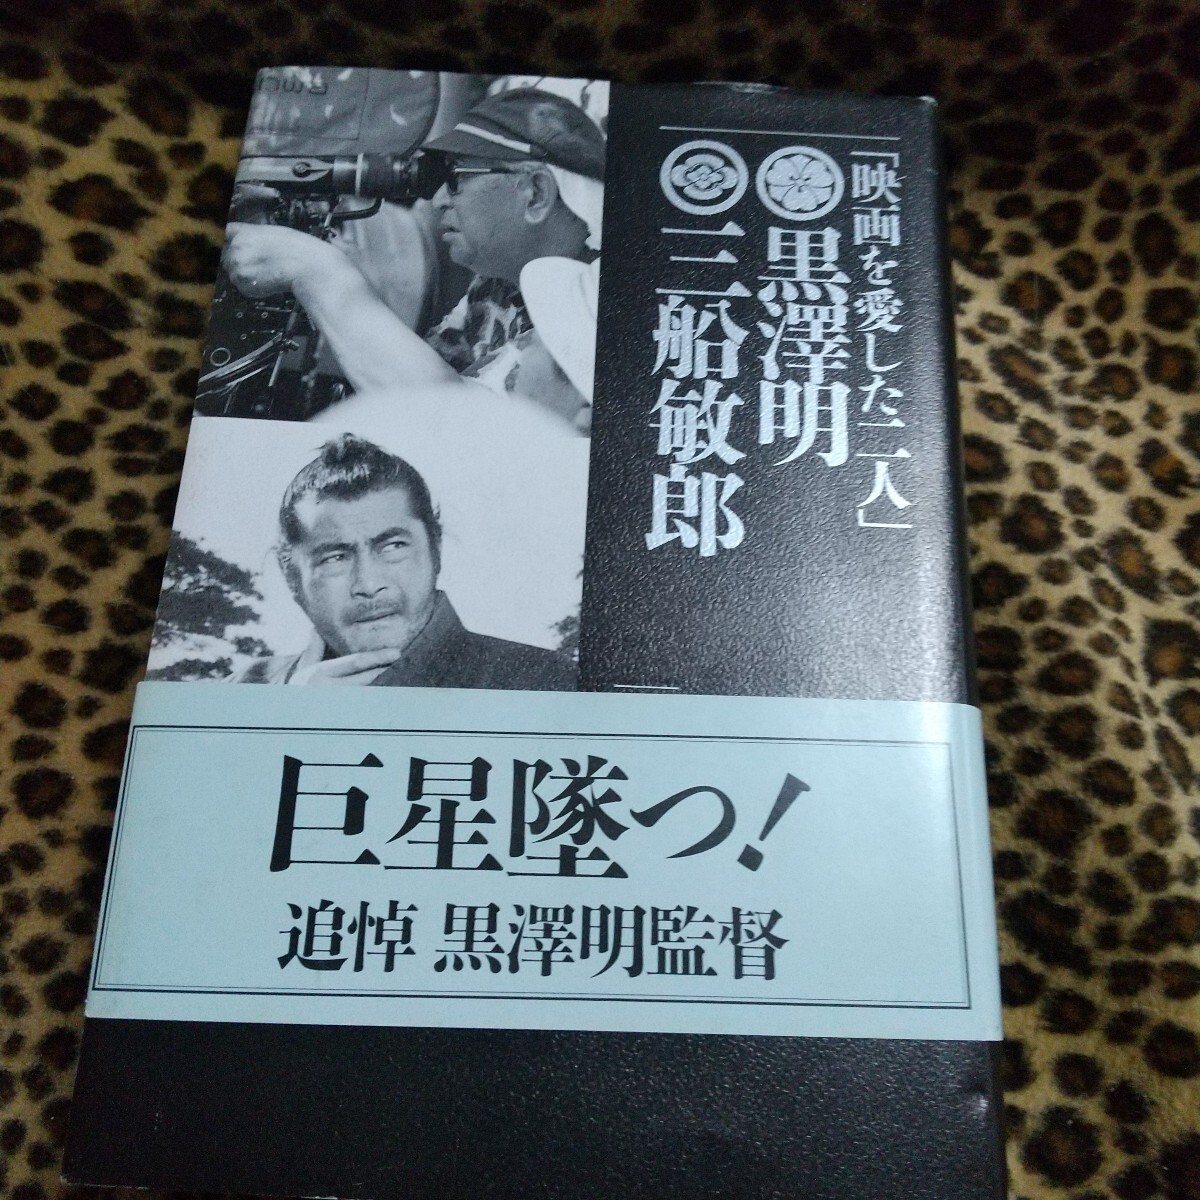 「映画を愛した二人」
黒澤明
三船敏郎
巨星墜つ!
追悼 黒澤明監督